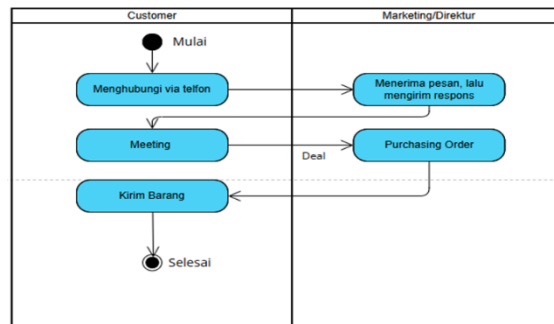 Customer
Marketing/Direktur
Mulai
Menghubungi via telfon
Menerima pesan, lalu
mengirim respons
Meeting
Deal
Purchasing Order
Kirim Barang
Selesai